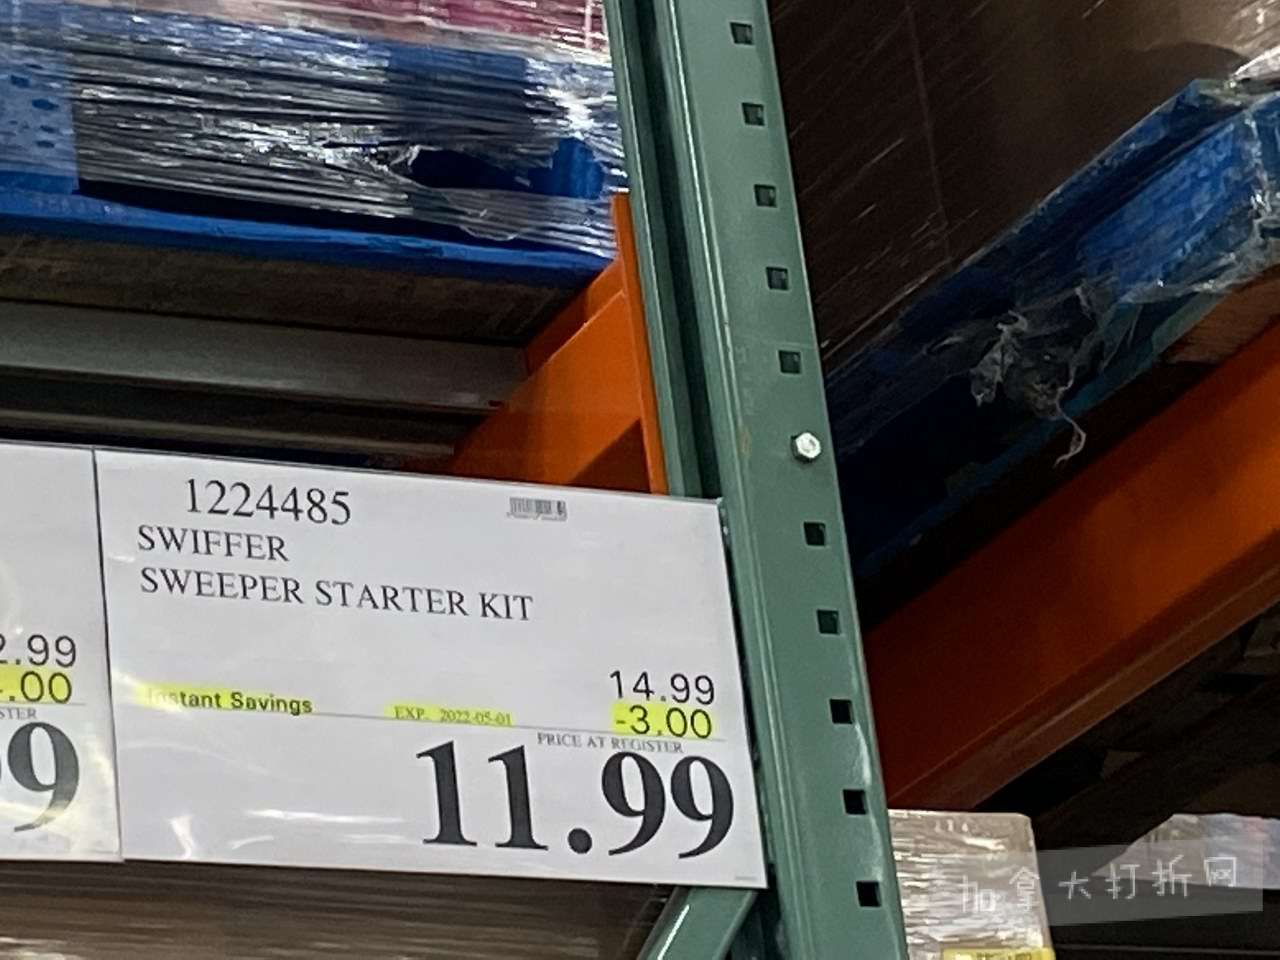 1224485
SWIFFER
SWEEPER STARTER KIT
14.99
Instant Savings EXP. 2022-05-01 -3.00
PRICE AT REGISTER
11.99
.99
.00
9
加拿大打折网